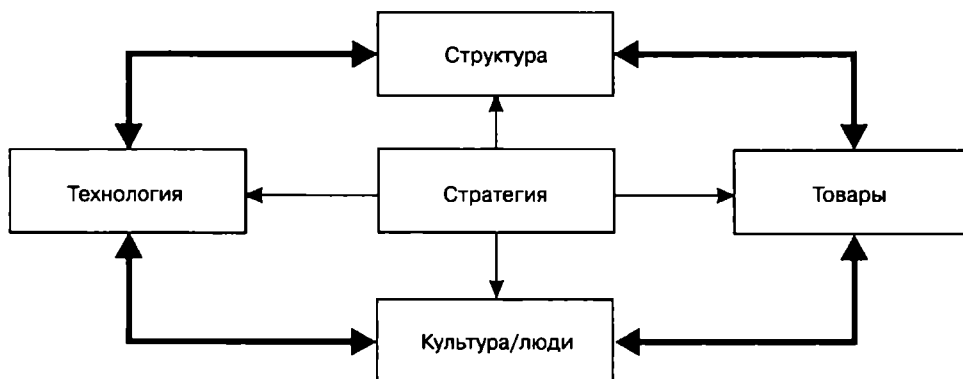 Структура
Технология
Стратегия
Товары
Культура/люди